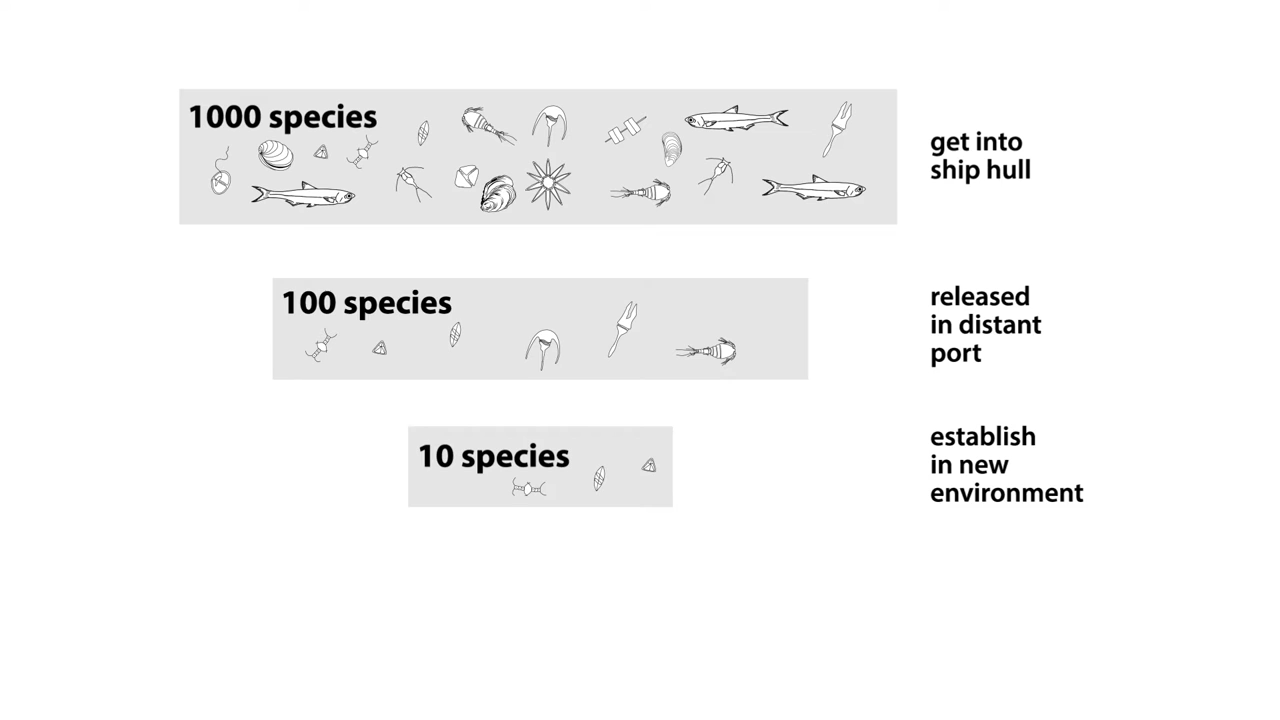 1000 species
get into
ship hull
100 species
released
in distant
port
10 species
establish
in new
environment